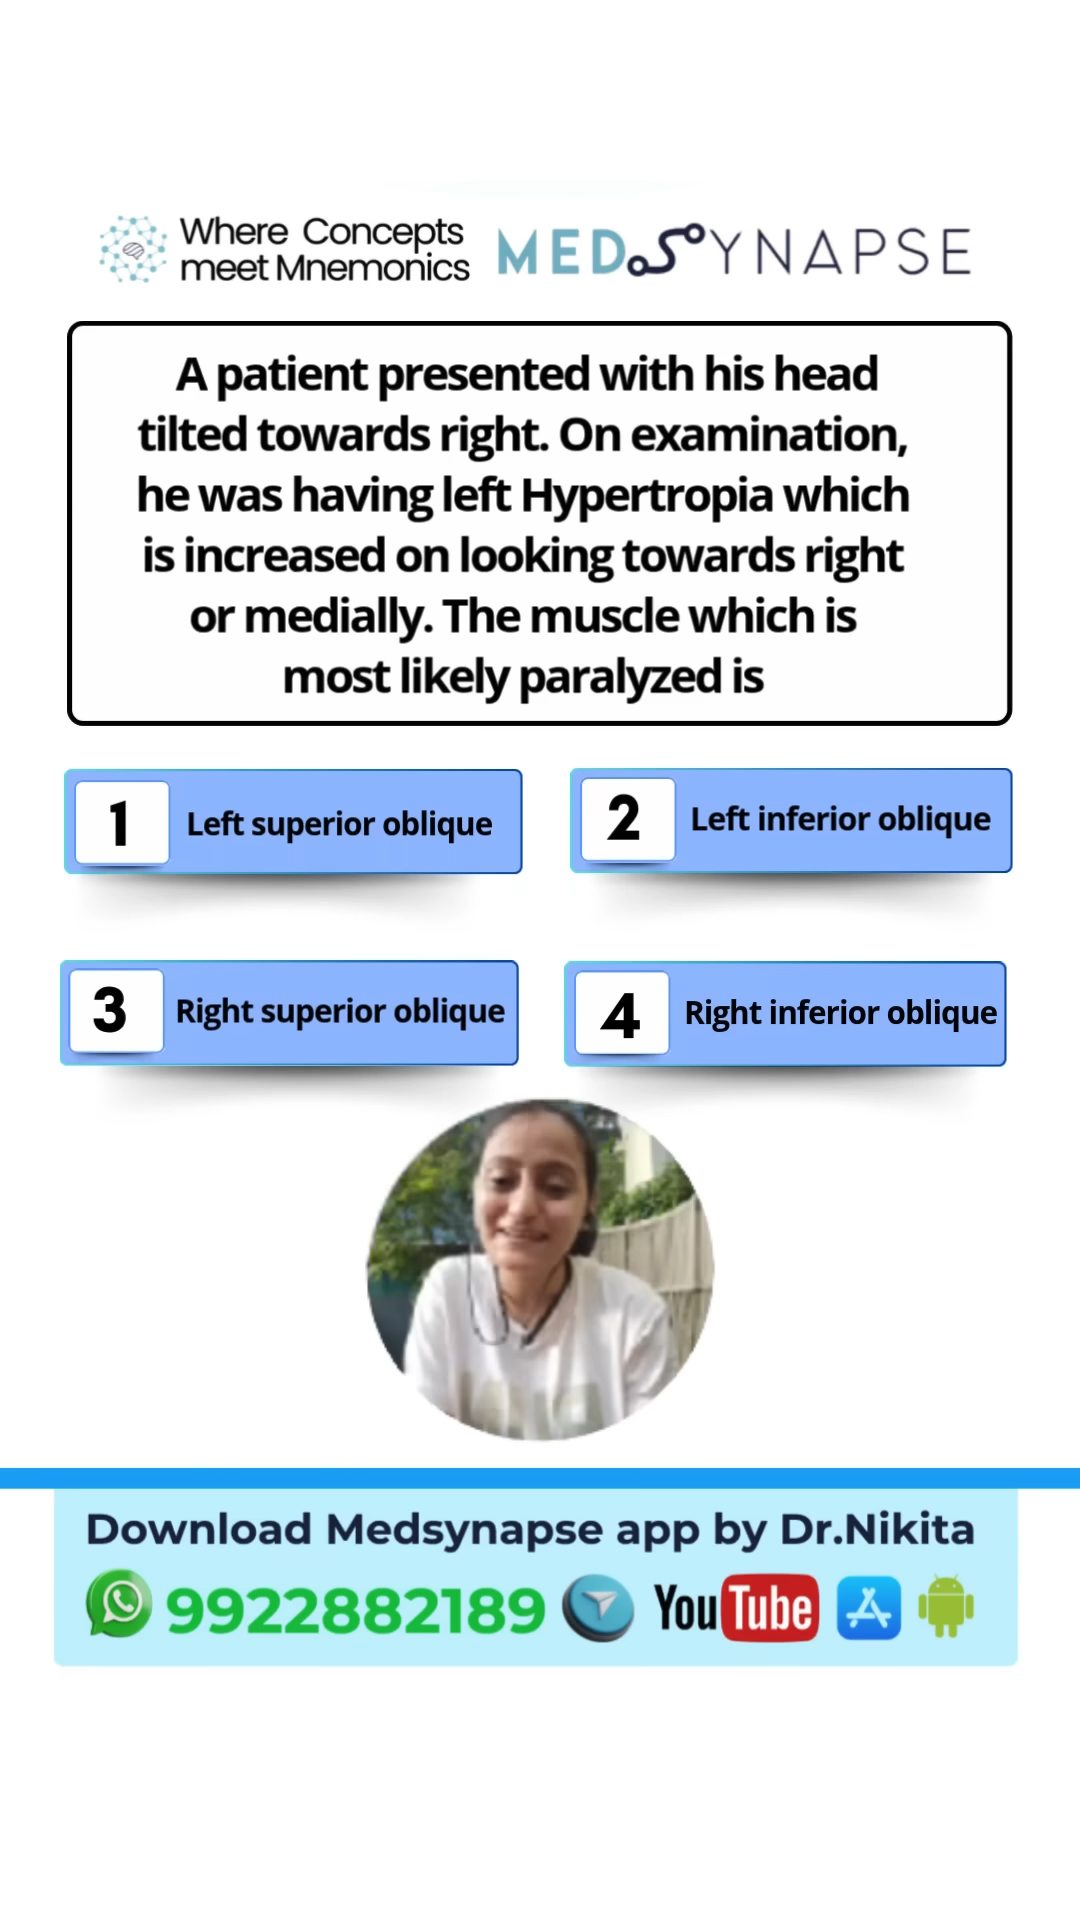 Where Concepts
meet Mnemonics
MEDSYNAPSE
A patient presented with his head
tilted towards right. On examination,
he was having left Hypertropia which
is increased on looking towards right
or medially. The muscle which is
most likely paralyzed is
1 Left superior oblique
2 Left inferior oblique
3 Right superior oblique
4 Right inferior oblique
Download Medsynapse app by Dr.Nikita
9922882189 YouTube